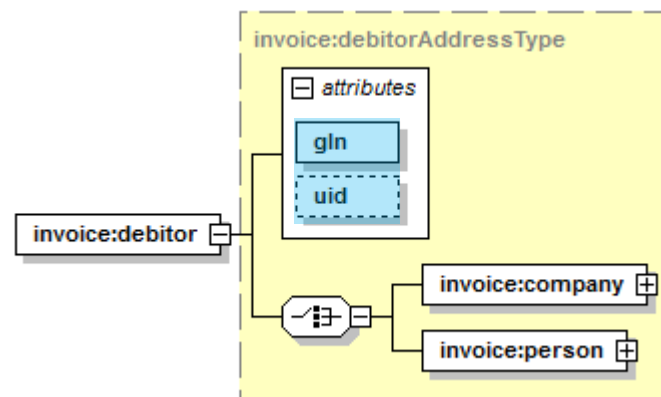 invoice:debitorAddressType
attributes
gln
uid
invoice:debitor
invoice:company
invoice:person